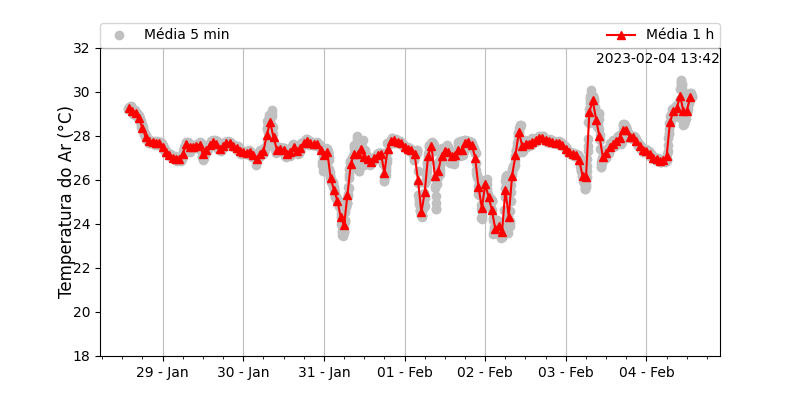 Média 5 min
Média 1 h
2023-02-04 13:42
Temperatura do Ar (°C)
32
30
28
26
24
22
20
18
29 - Jan
30 - Jan
31 - Jan
01 - Feb
02 - Feb
03 - Feb
04 - Feb